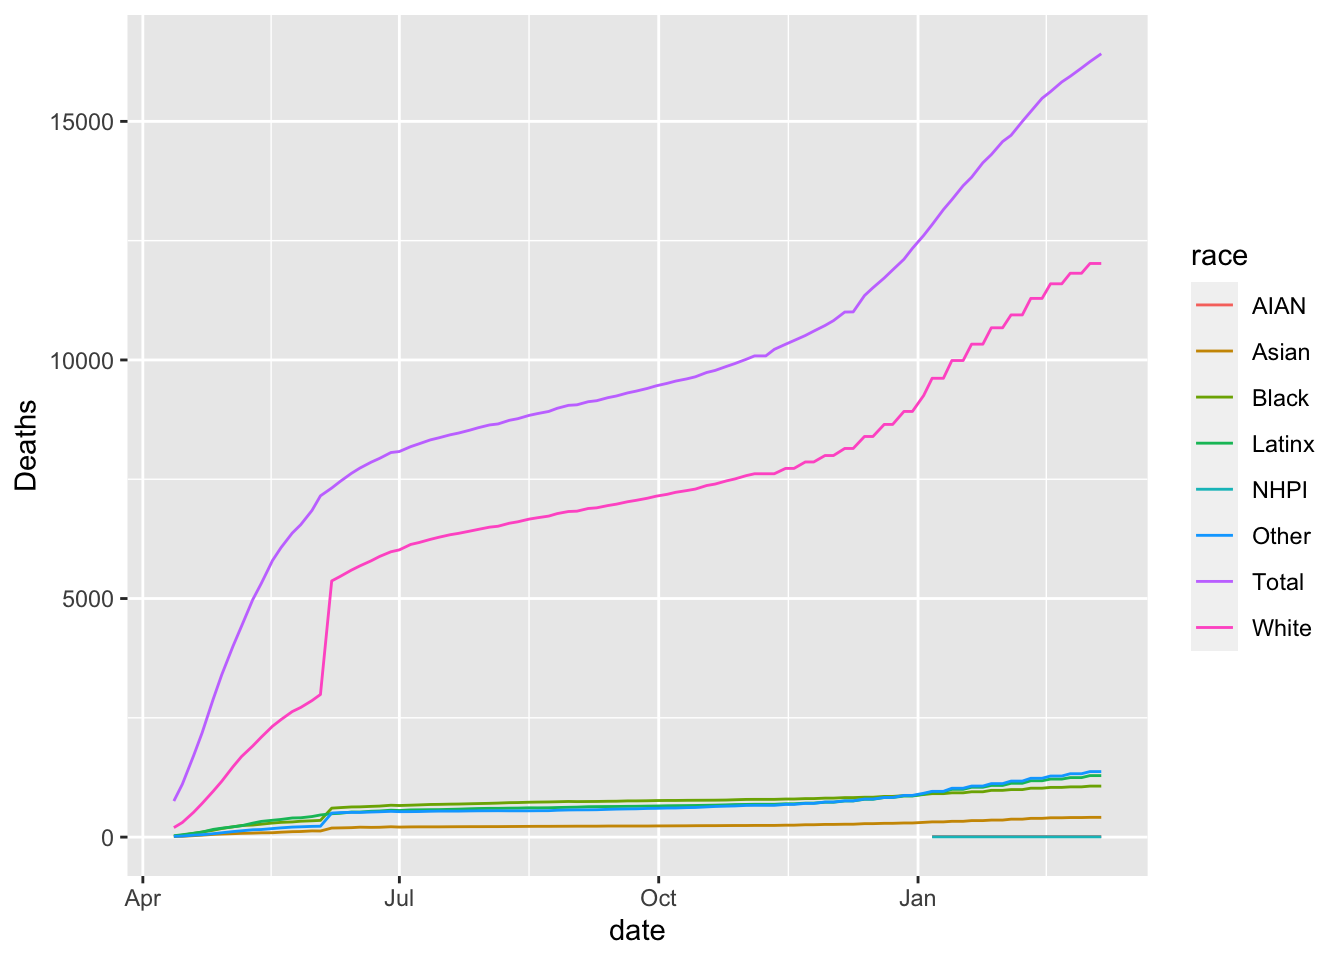 15000
10000
5000
0
Deaths
Apr
Jul
Oct
Jan
date
race
AIAN
Asian
Black
Latinx
NHPI
Other
Total
White